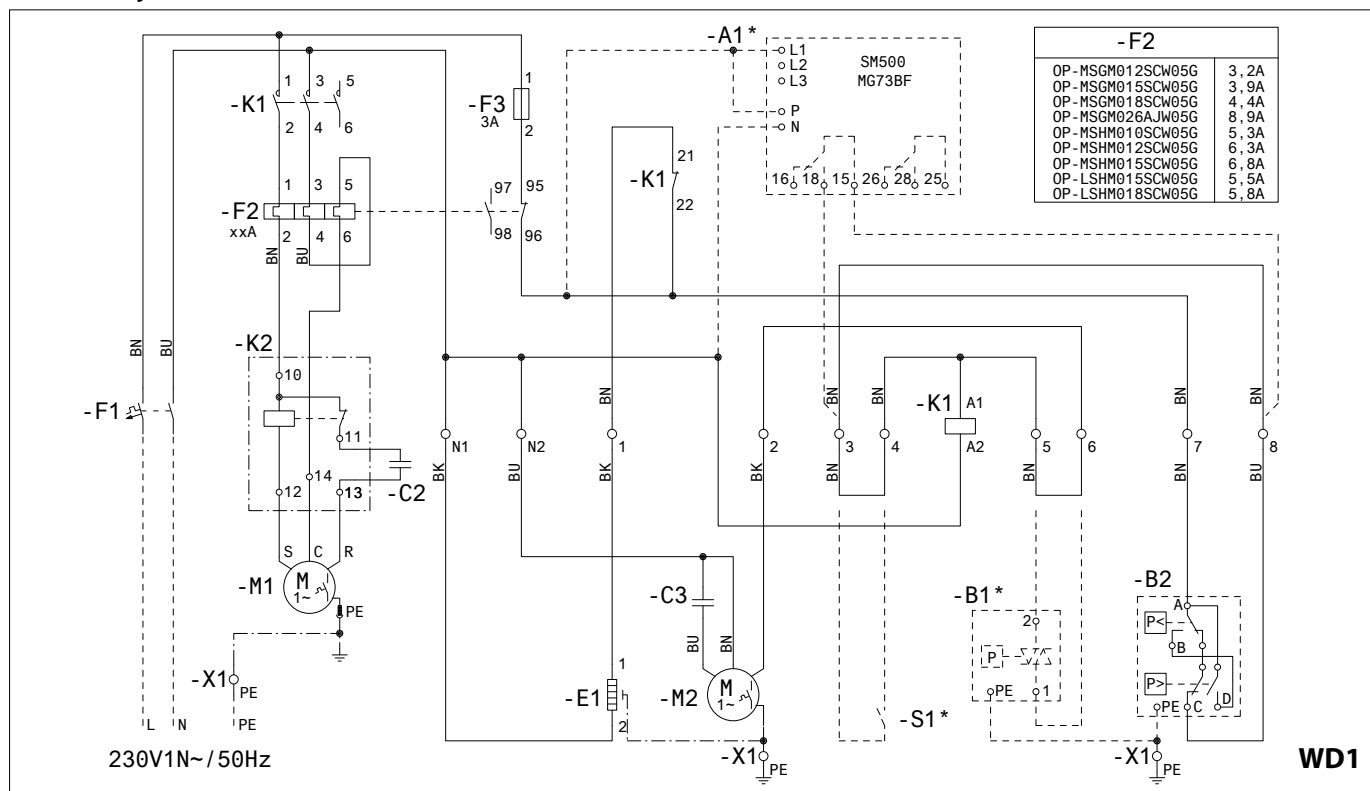 -F2
OP-MSGM012SCW05G 3,2A
OP-MSGM015SCW05G 3,9A
OP-MSGM018SCW05G 4,4A
OP-MSGM026AJW05G 8,9A
OP-MSHM010SCW05G 5,3A
OP-MSHM012SCW05G 6,3A
OP-MSHM015SCW05G 6,8A
OP-LSHM015SCW05G 5,5A
OP-LSHM018SCW05G 5,8A
-A1*
L1
L2
L3
P
N
SM500
MG73BF
16 18 15 26 28 25
1 3 5
-K1
2 4 6
-F3
3A
1
2
21
-K1
22
1 3 5
-F2
xxA
2 4 6
BN BU
97 95
98 96
BN BU
-K2
10
-F1
11
14
12 13
-C2
S C R
-M1
M
1~
PE
-X1
PE
L N PE
230V1N~/50Hz
BN BN BN BN BN BN
-K1
A1
A2
N1 N2 1 2 3 4 5 6 7 8
BK BU BK BK BN BN BN BU
-C3
BU BN
1
-E1
2
-M2
M
1~
-X1
PE
-S1*
-B1*
2
P
PE 1
-B2
A
P<
B
P>
PE C D
-X1
PE
WD1